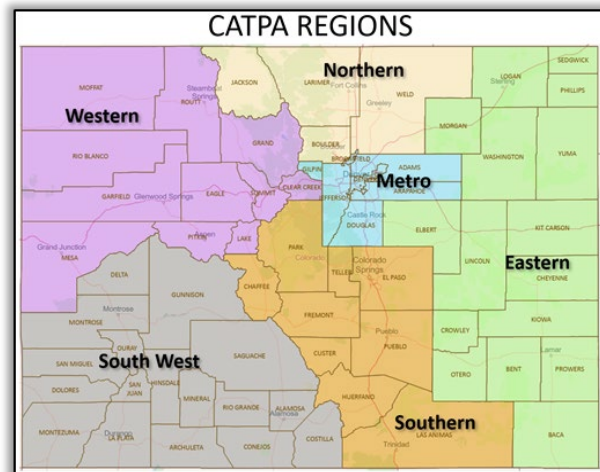 CATPA REGIONS
MOFFAT
Steamboat Springs
ROUTT
JACKSON
LARIMER
Northern
Fort Collins
WELD
Greeley
LOGAN
Sterling
SEDGWICK
PHILLIPS
Western
RIO BLANCO
GRAND
BOULDER
MORGAN
WASHINGTON
YUMA
GARFIELD
Glenwood Springs
EAGLE
SUMMIT
GILPIN
CLEAR CREEK
JEFFERSON
ADAMS
Metro
ARAPAHOE
Castle Rock
DOUGLAS
Grand Junction
MESA
PITKIN
Aspen
LAKE
PARK
Colorado
TELLER
Colorado Springs
EL PASO
ELBERT
LINCOLN
KIT CARSON
Eastern
CHEYENNE
DELTA
GUNNISON
CHAFFEE
FREMONT
Pueblo
PUEBLO
CROWLEY
KIOWA
MONTROSE
Montrose
OURAY
SAN MIGUEL
South West
SAGUACHE
CUSTER
OTERO
BENT
Lamar
PROWERS
DOLORES
SAN JUAN
HINSDALE
MINERAL
RIO GRANDE
ALAMOSA
Alamosa
HUERFANO
Southern
MONTEZUMA
Durango
LA PLATA
ARCHULETA
CONEJOS
COSTILLA
LAS ANIMAS
Trinidad
BACA